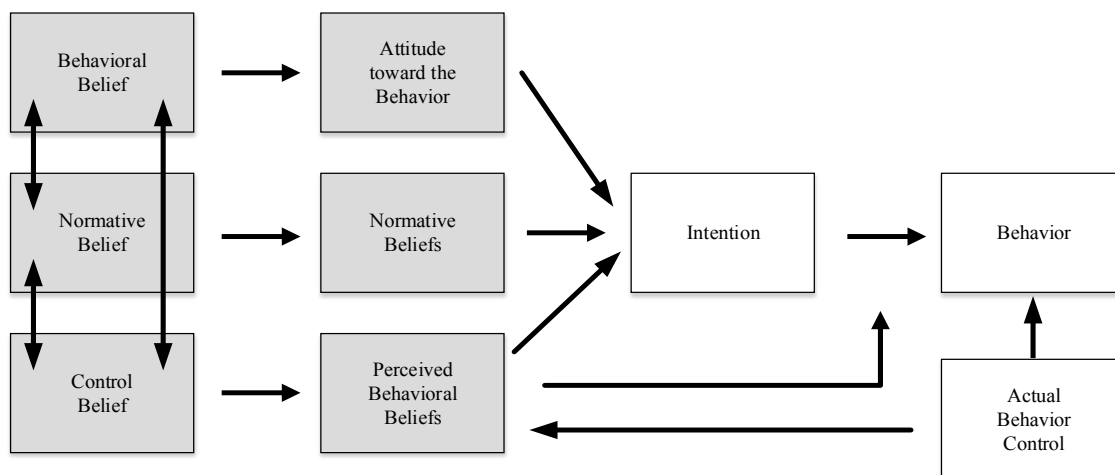 Behavioral
Belief
Attitude
toward the
Behavior
Normative
Belief
Normative
Beliefs
Intention
Behavior
Control
Belief
Perceived
Behavioral
Beliefs
Actual
Behavior
Control